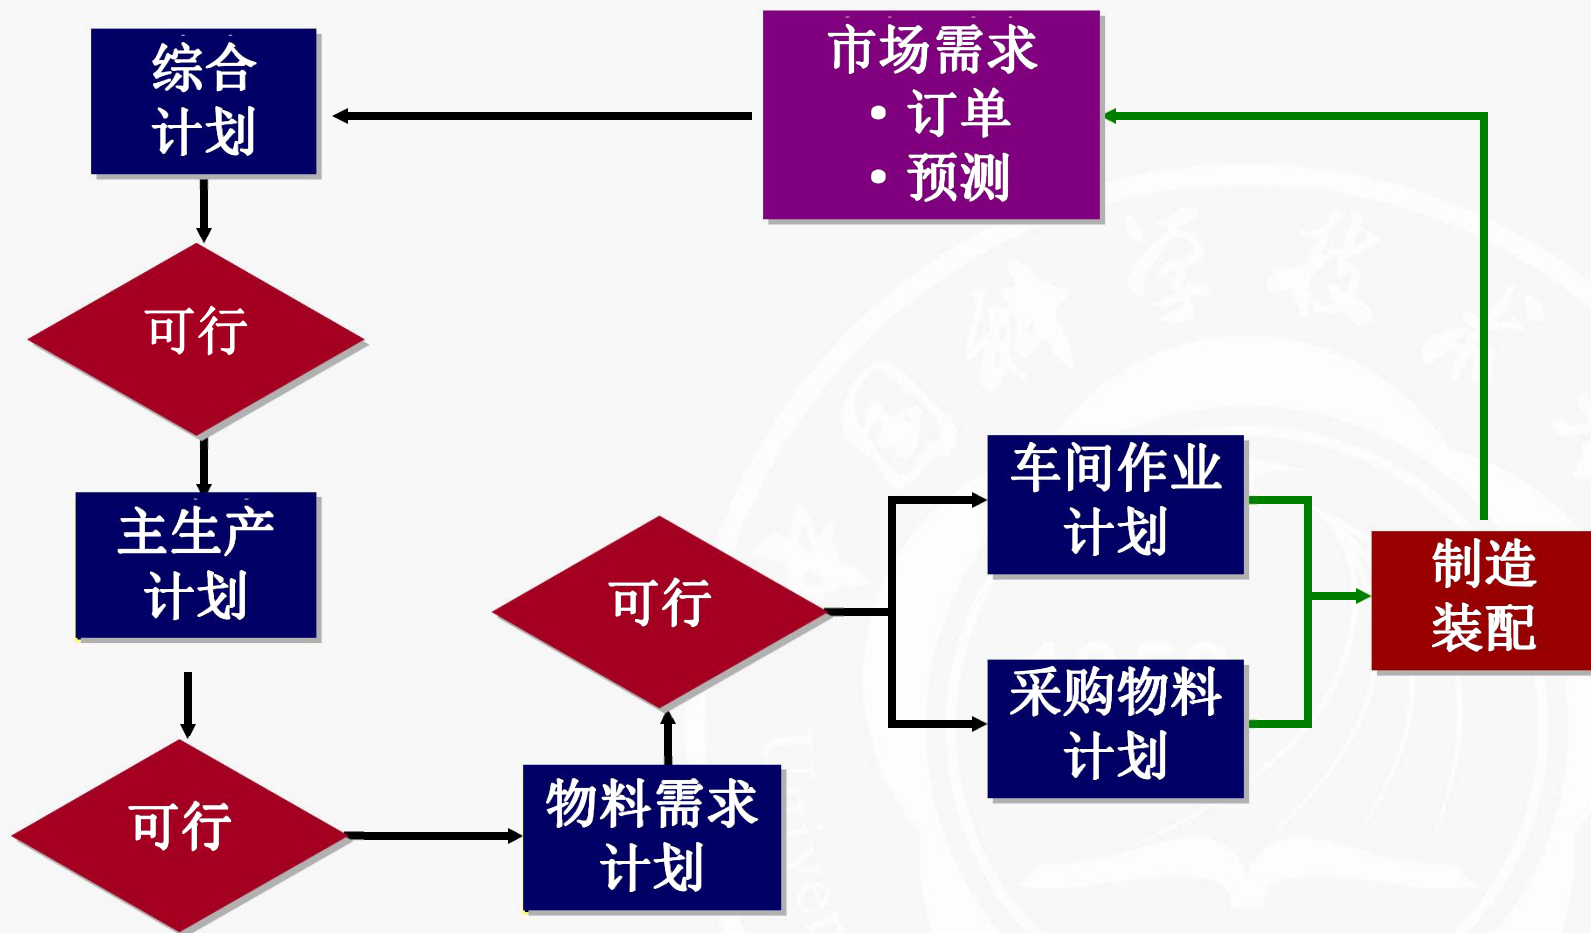 综合
计划
市场需求
• 订单
• 预测
可行
主生产
计划
可行
物料需求
计划
可行
车间作业
计划
采购物料
计划
制造
装配
1958
Univer